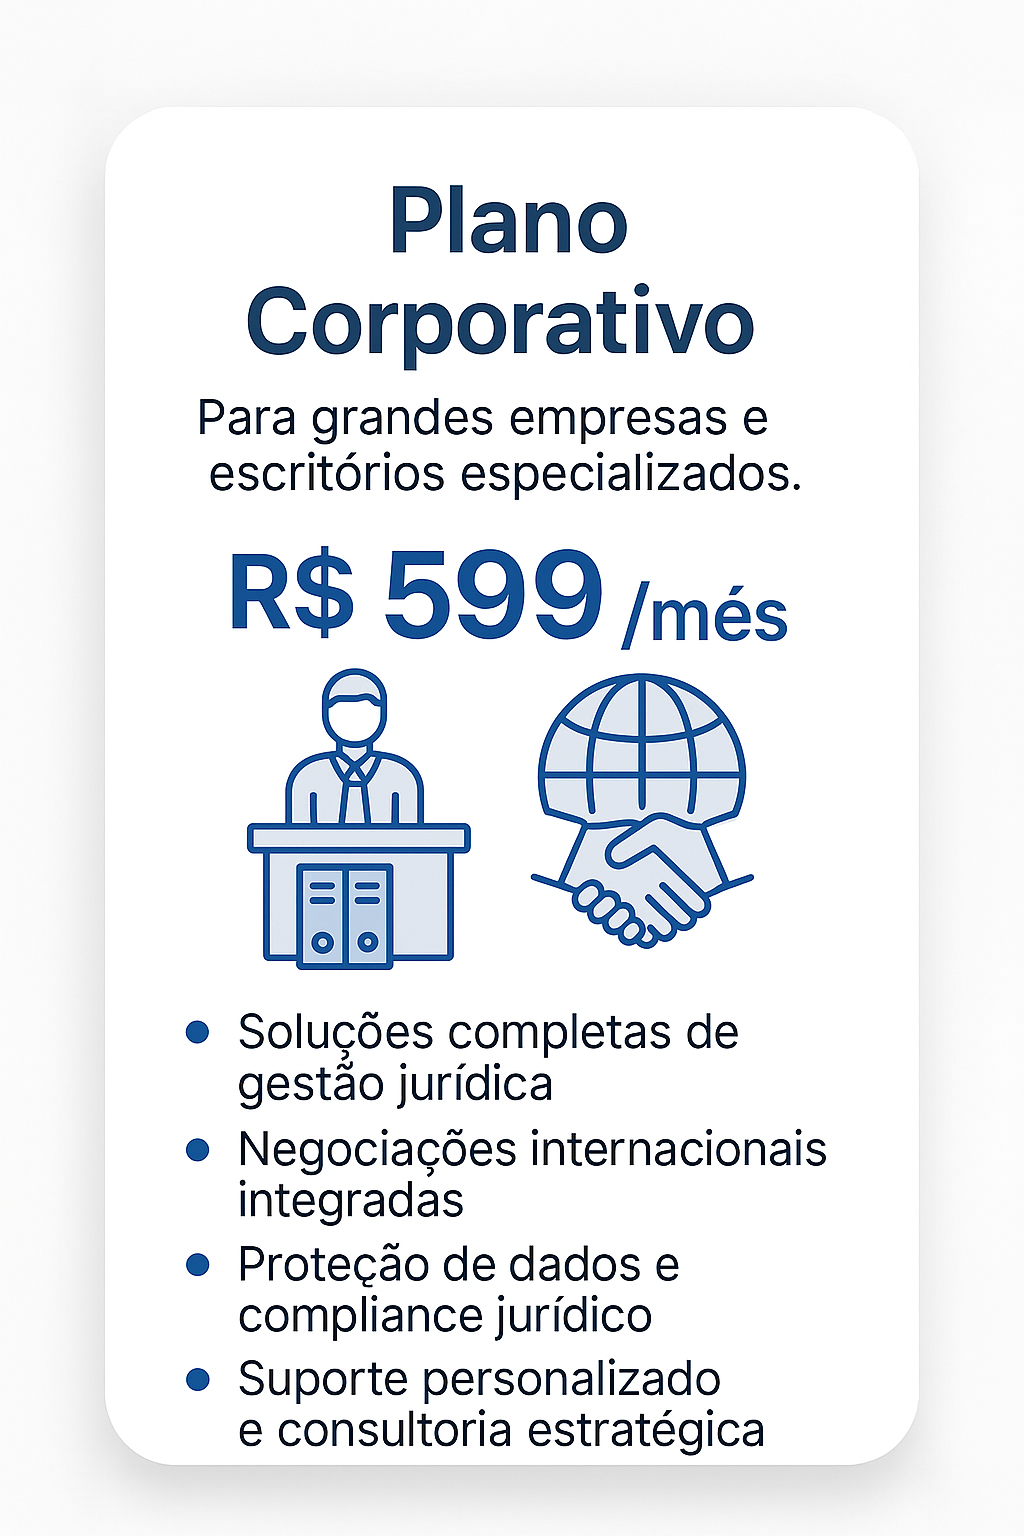 Plano
Corporativo
Para grandes empresas e
escritórios especializados.
R$ 599 /més
• Soluções completas de
gestão jurídica
• Negociações internacionais
integradas
• Proteção de dados e
compliance jurídico
• Suporte personalizado
e consultoria estratégica